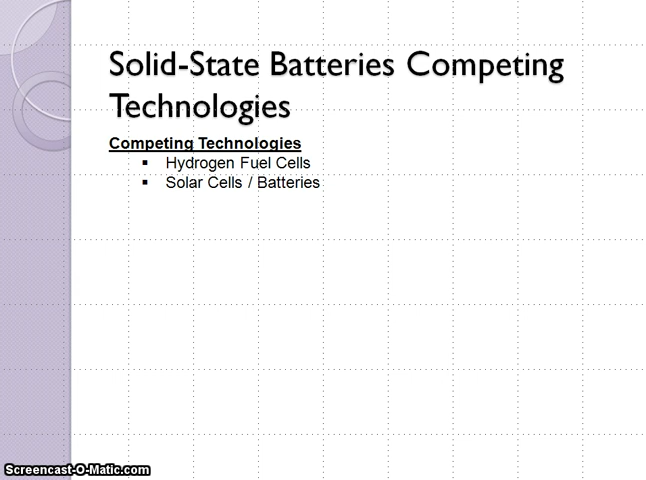 Solid-State Batteries Competing
Technologies
Competing Technologies
▪ Hydrogen Fuel Cells
▪ Solar Cells / Batteries
Screencast-O-Matic.com